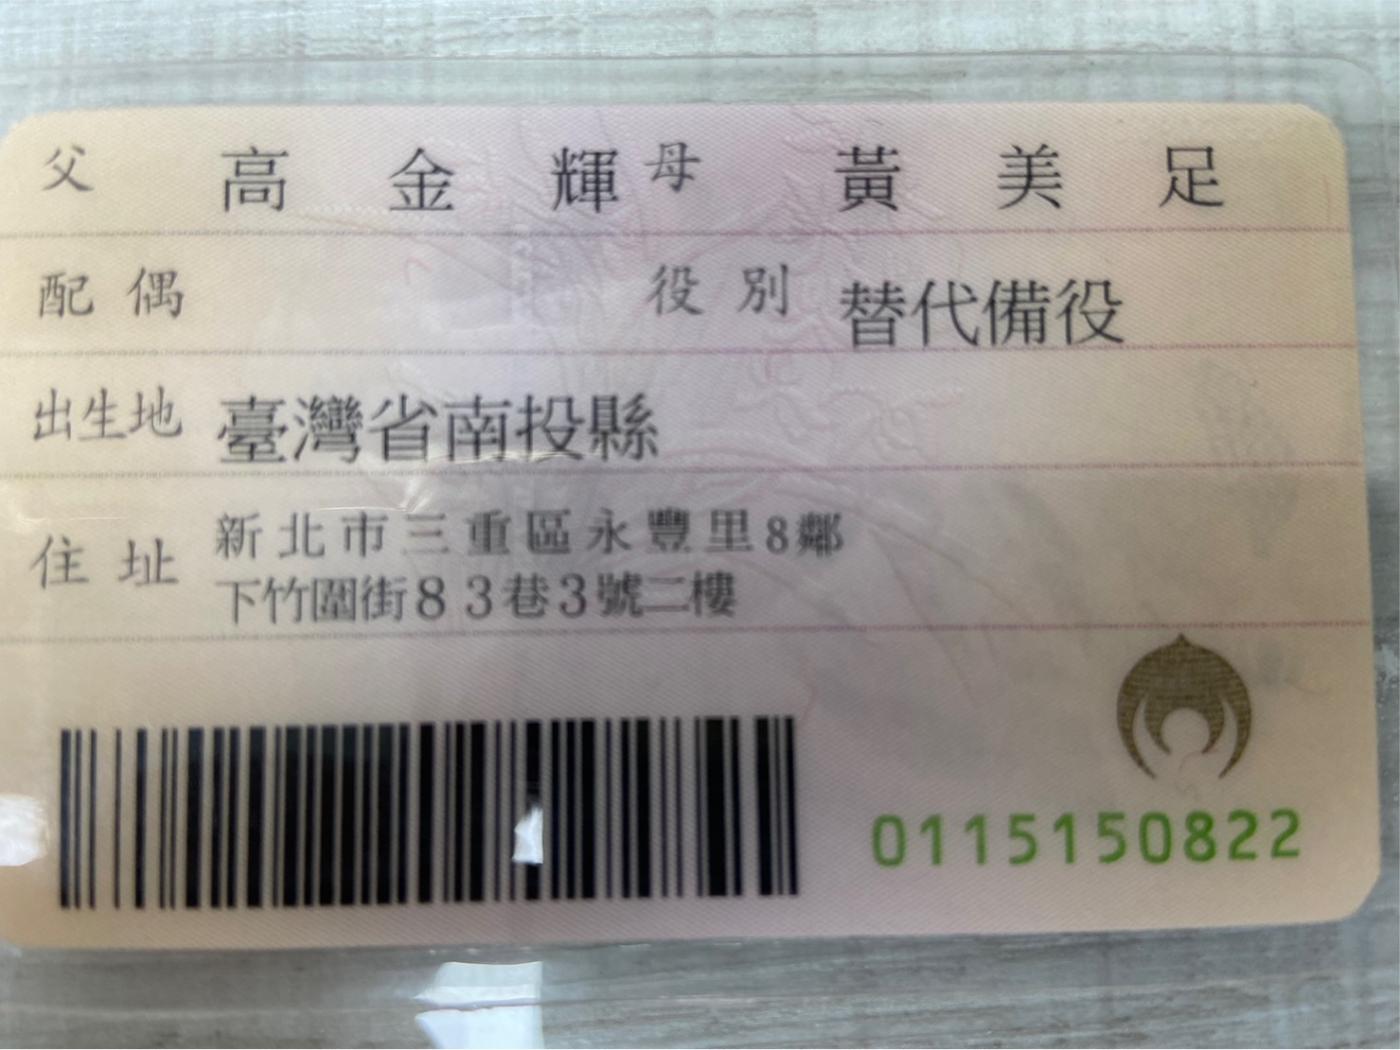 父 高金輝 母 黃美足
配偶 役別 替代備役
出生地 臺灣省南投縣
住址 新北市三重區永豐里8鄰
下竹圍街83巷3號二樓
0115150822